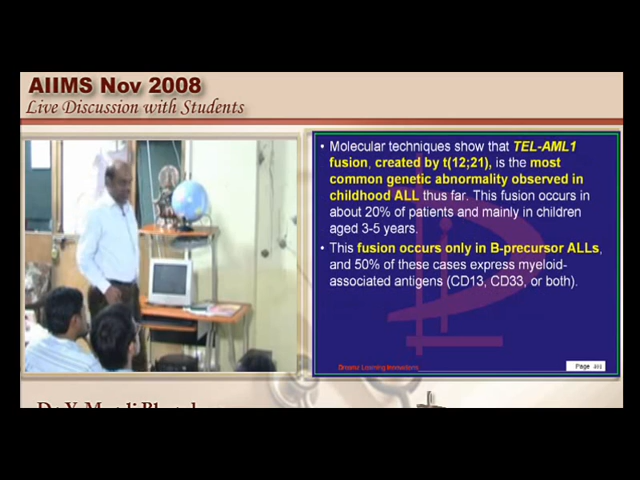 AIIMS Nov 2008
Live Discussion with Students
• Molecular techniques show that TEL-AML1
fusion, created by t(12;21), is the most
common genetic abnormality observed in
childhood ALL thus far. This fusion occurs in
about 20% of patients and mainly in children
aged 3-5 years.
• This fusion occurs only in B-precursor ALLs,
and 50% of these cases express myeloid-
associated antigens (CD13, CD33, or both).
Learning Innovations
Page